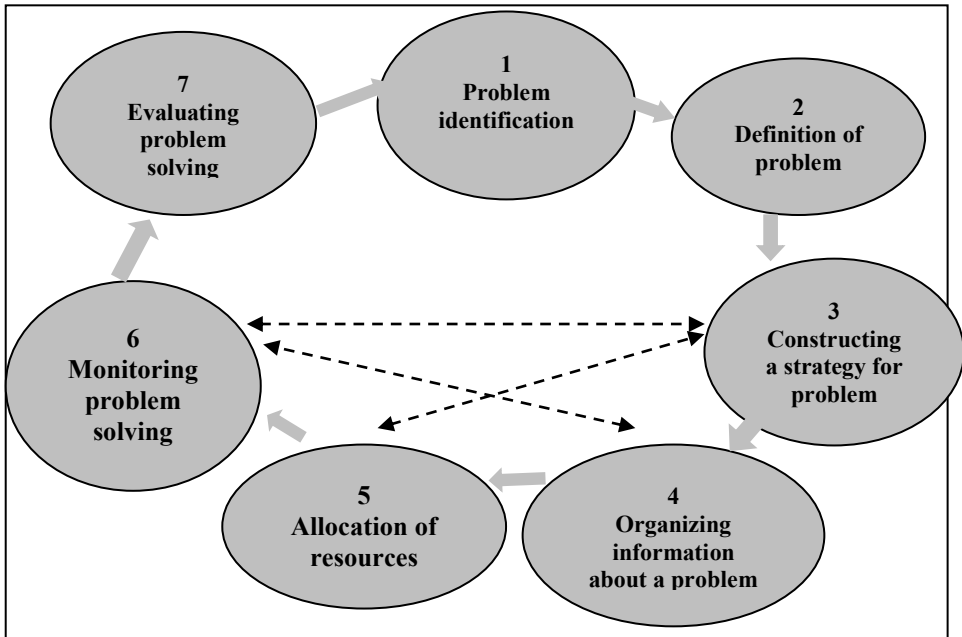 1
Problem
identification
2
Definition of
problem
3
Constructing
a strategy for
problem
4
Organizing
information
about a problem
5
Allocation of
resources
6
Monitoring
problem
solving
7
Evaluating
problem
solving